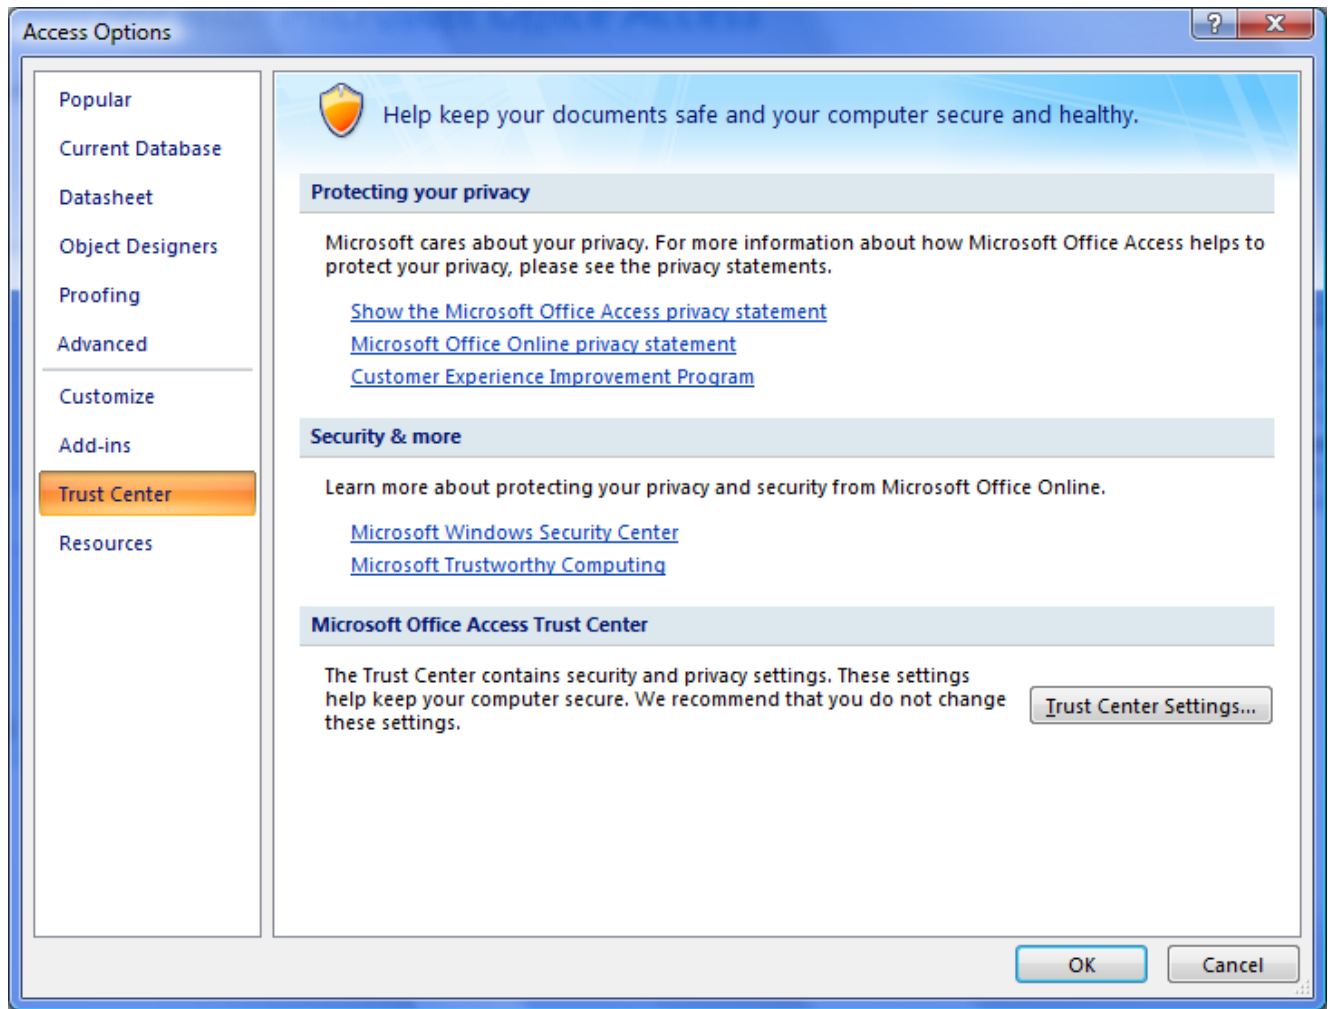 Access Options
Popular
Current Database
Datasheet
Object Designers
Proofing
Advanced
Customize
Add-ins
Trust Center
Resources
Help keep your documents safe and your computer secure and healthy.
Protecting your privacy
Microsoft cares about your privacy. For more information about how Microsoft Office Access helps to
protect your privacy, please see the privacy statements.
Show the Microsoft Office Access privacy statement
Microsoft Office Online privacy statement
Customer Experience Improvement Program
Security & more
Learn more about protecting your privacy and security from Microsoft Office Online.
Microsoft Windows Security Center
Microsoft Trustworthy Computing
Microsoft Office Access Trust Center
The Trust Center contains security and privacy settings. These settings
help keep your computer secure. We recommend that you do not change
these settings.
Trust Center Settings...
OK
Cancel